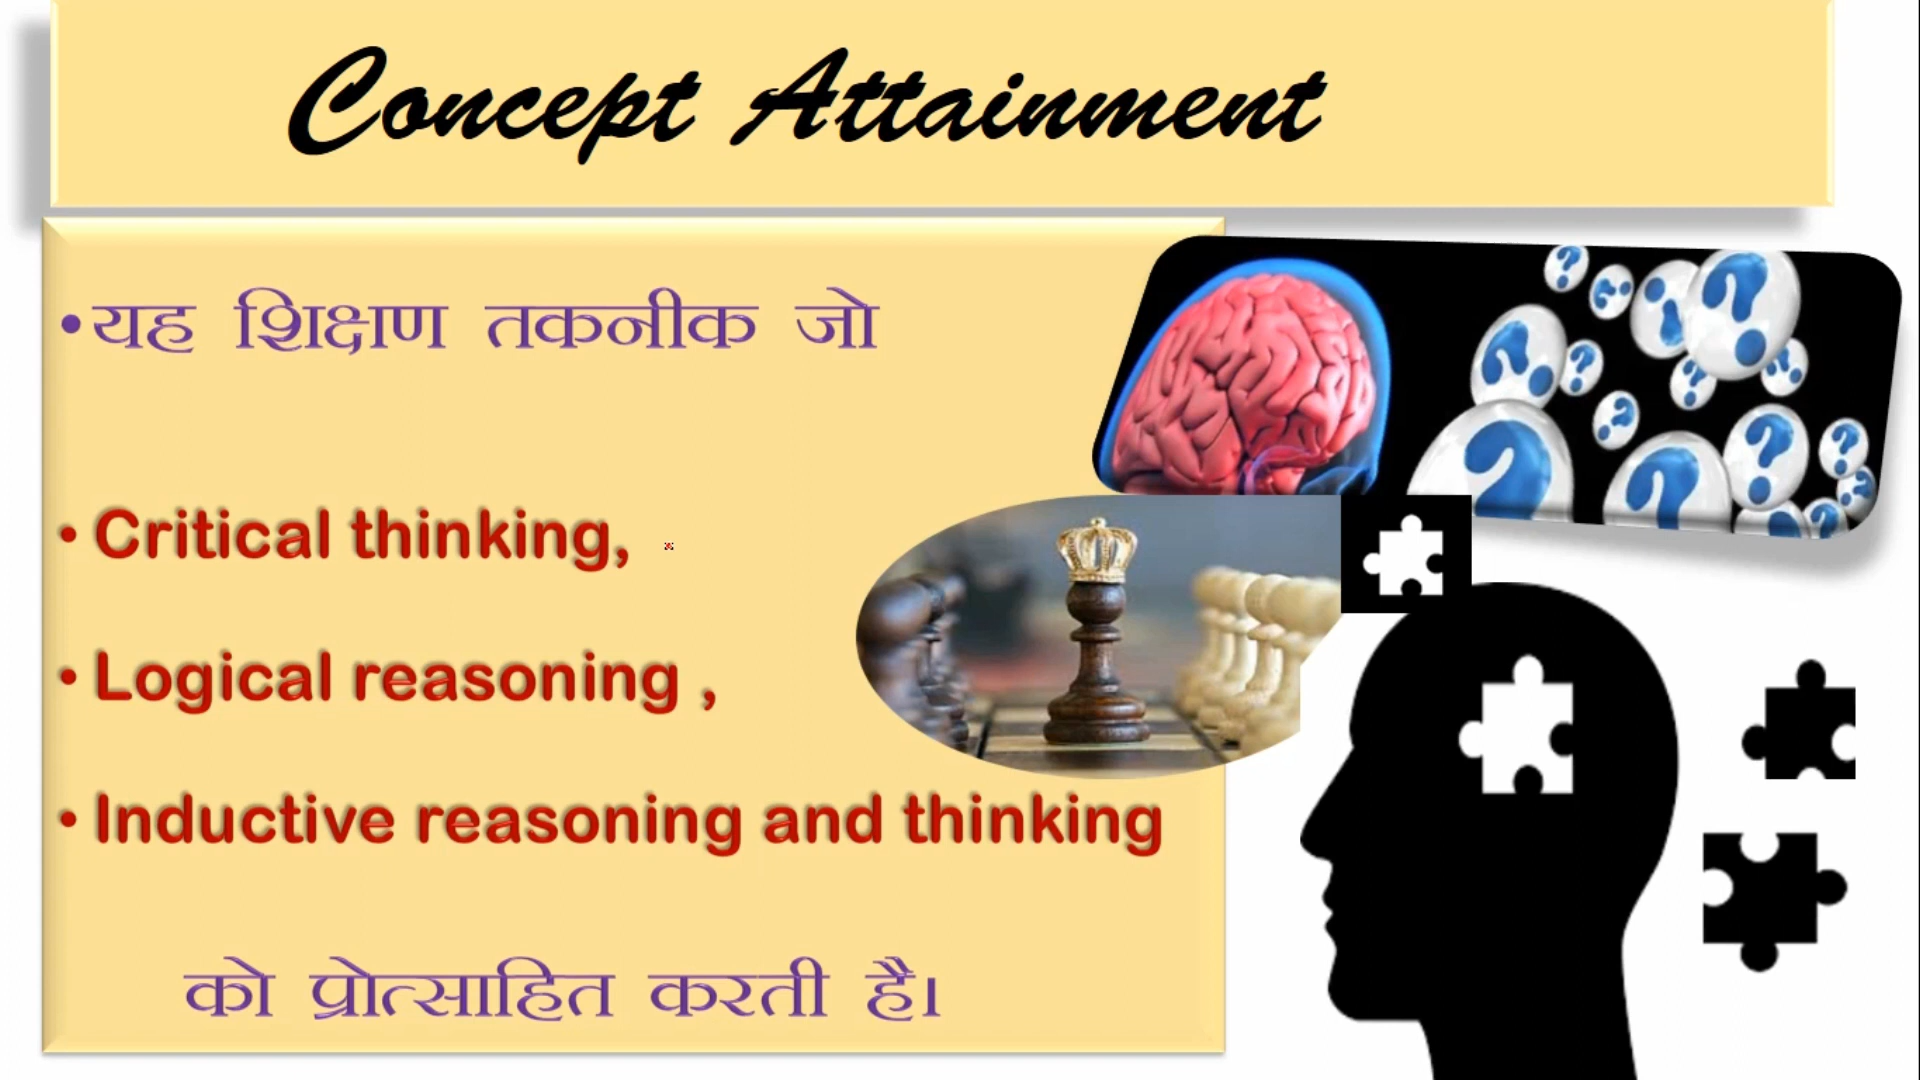 Concept Attainment
•यह शिक्षण तकनीक जो
• Critical thinking,
• Logical reasoning ,
• Inductive reasoning and thinking
को प्रोत्साहित करती है।